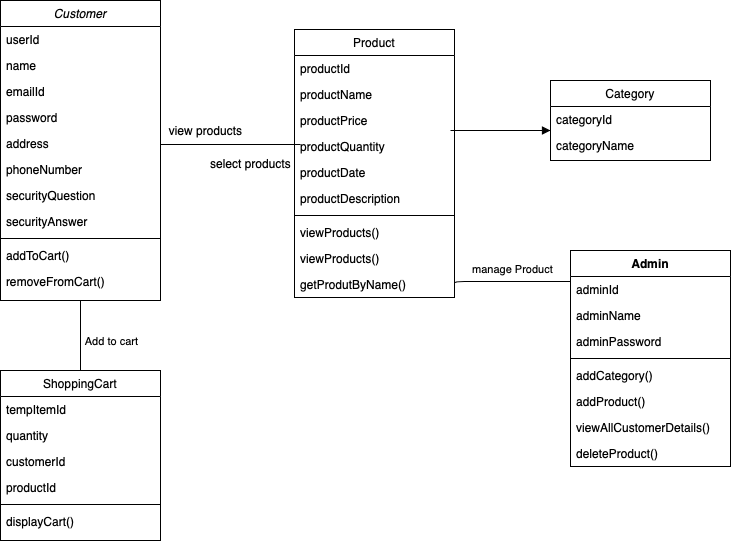 Customer
userId
name
emailId
password
address
phoneNumber
securityQuestion
securityAnswer
addToCart()
removeFromCart()
view products
select products
Product
productId
productName
productPrice
productQuantity
productDate
productDescription
viewProducts()
viewProducts()
getProdutByName()
Category
categoryId
categoryName
manage Product
Admin
adminId
adminName
adminPassword
addCategory()
addProduct()
viewAllCustomerDetails()
deleteProduct()
Add to cart
ShoppingCart
tempItemId
quantity
customerId
productId
displayCart()